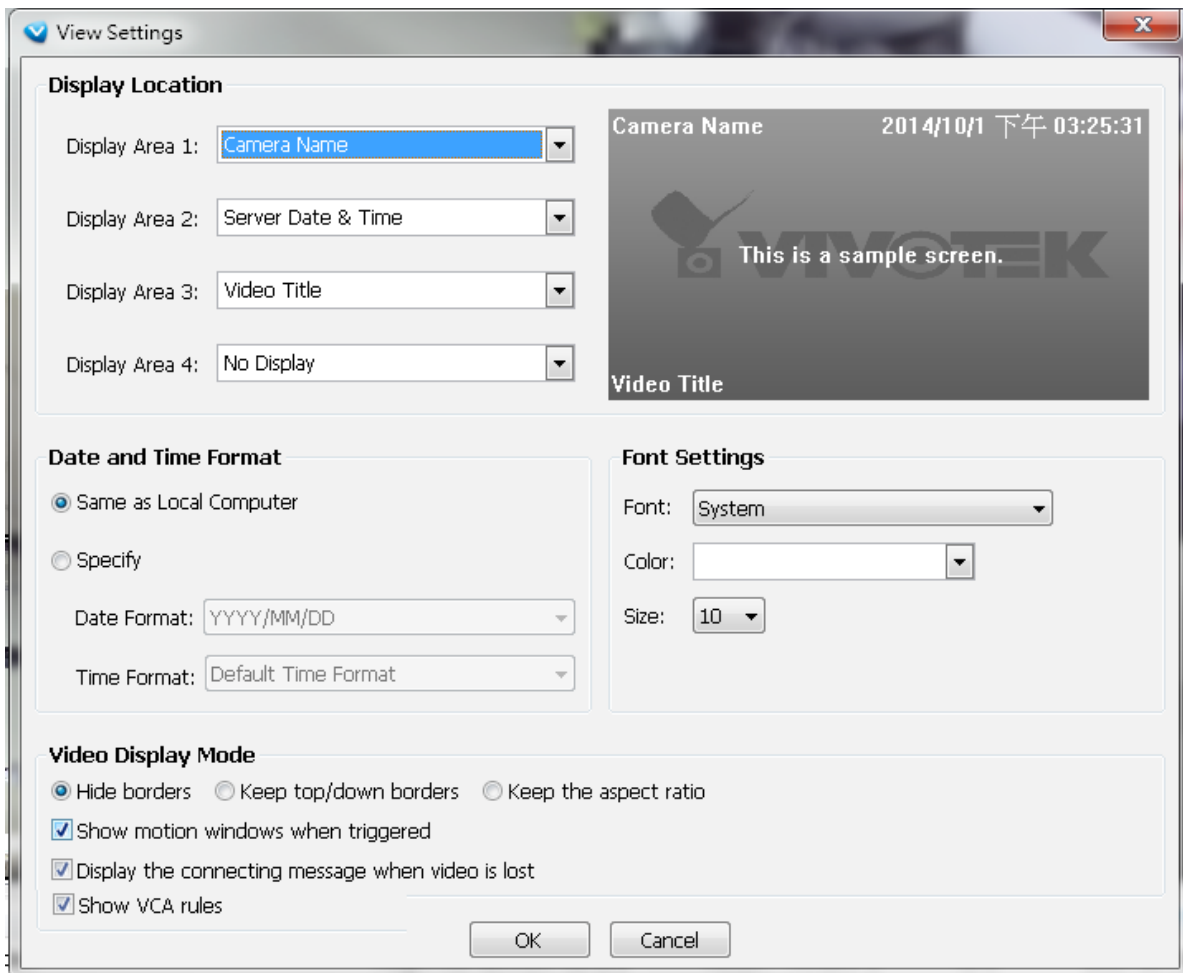 View Settings
Display Location
Display Area 1: Camera Name
Display Area 2: Server Date & Time
Display Area 3: Video Title
Display Area 4: No Display
Camera Name 2014/10/1 下午 03:25:31
VIVOTEK
This is a sample screen.
Video Title
Date and Time Format
Same as Local Computer
Specify
Date Format: YYYY/MM/DD
Time Format: Default Time Format
Font Settings
Font: System
Color:
Size: 10
Video Display Mode
Hide borders Keep top/down borders Keep the aspect ratio
Show motion windows when triggered
Display the connecting message when video is lost
Show VCA rules
OK Cancel